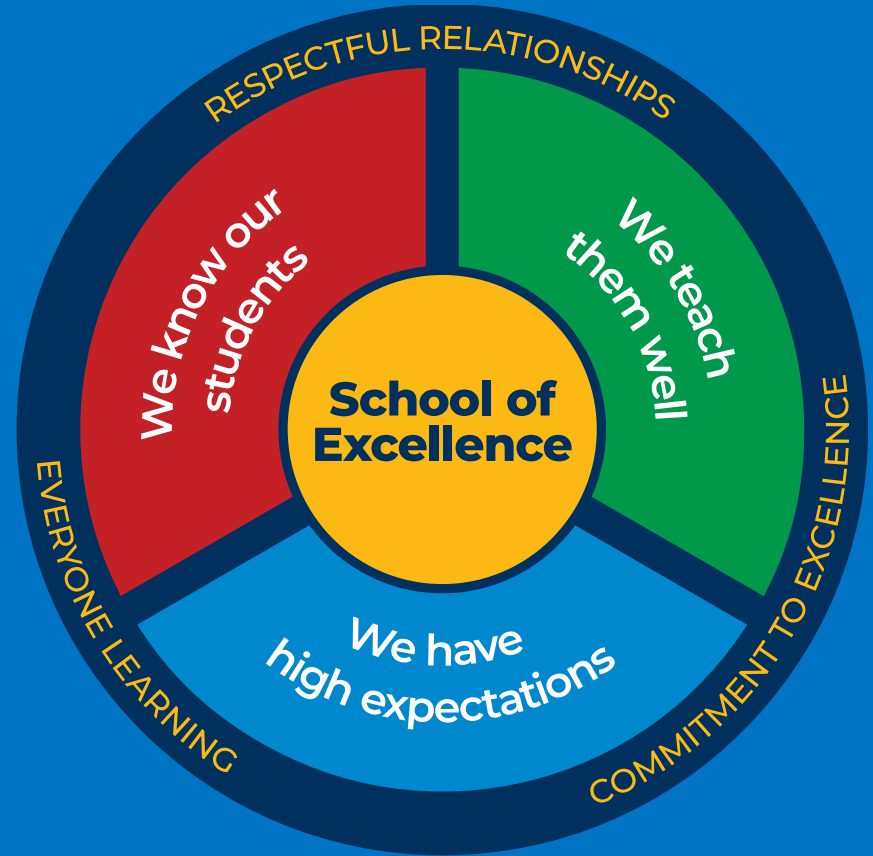 RESPECTFUL RELATIONSHIPS
We know our
students
We teach
them well
School of
Excellence
We have
high expectations
EVERYONE LEARNING
COMMITMENT TO EXCELLENCE